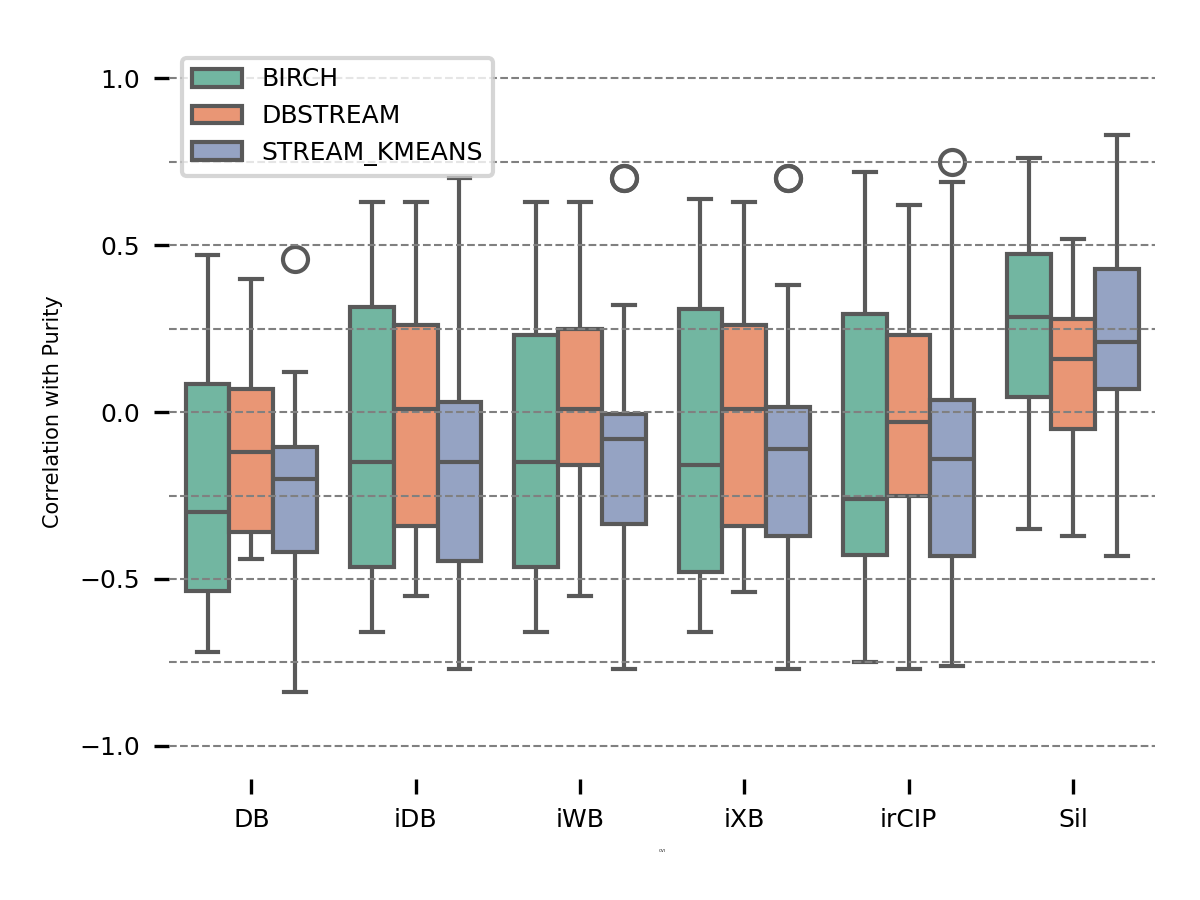 BIRCH
DBSTREAM
STREAM_KMEANS
1.0
0.5
0.0
−0.5
−1.0
Correlation with Purity
DB iDB iWB iXB irCIP Sil